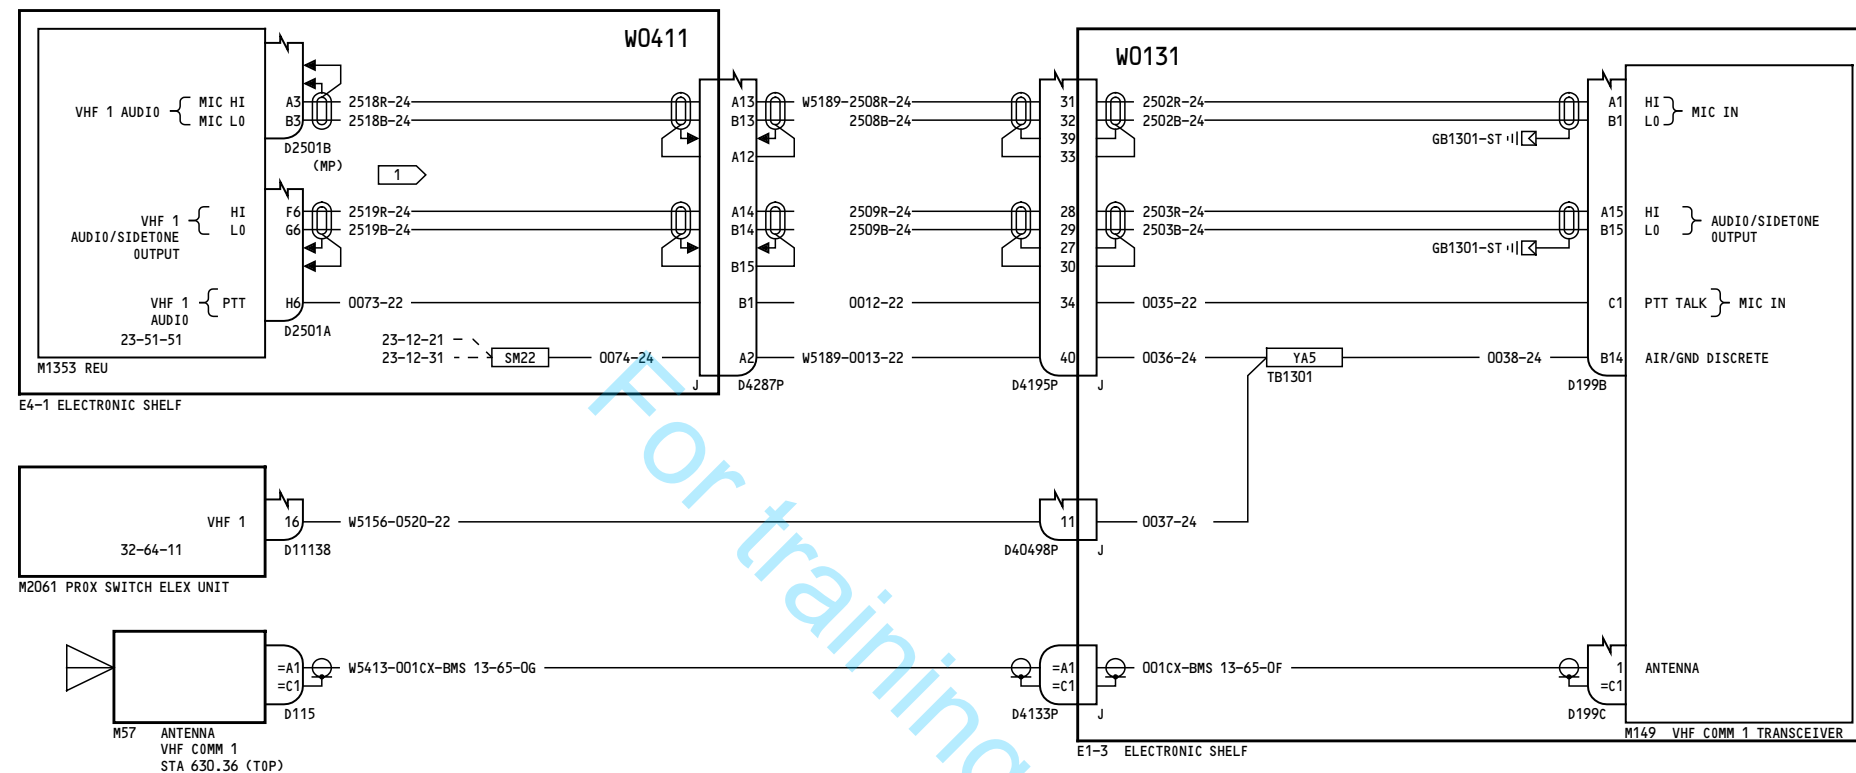 W0411
W0131
VHF 1 AUDIO MIC HI A3 2518R-24 A13 W5189-2508R-24 31 2502R-24 A1 HI MIC IN
MIC LO B3 2518B-24 B13 2508B-24 32 2502B-24 B1 LO
39 GB1301-ST
D2501B A12 33
(MP)
1
HI F6 2519R-24 A14 2509R-24 28 2503R-24 A15 HI AUDIO/SIDETONE
VHF 1 LO G6 2519B-24 B14 2509B-24 29 2503B-24 B15 LO OUTPUT
AUDIO/SIDETONE
OUTPUT 27 GB1301-ST
B15 30
VHF 1 PTT H6 0073-22 B1 0012-22 34 0035-22 C1 PTT TALK MIC IN
AUDIO
D2501A
23-51-51
23-12-21
23-12-31 SM22 0074-24 A2 W5189-0013-22 40 0036-24 YA5 0038-24 B14 AIR/GND DISCRETE
M1353 REU
TB1301
J D4287P D4195P J D199B
E4-1 ELECTRONIC SHELF
For training
VHF 1 16 W5156-0520-22 11 0037-24
32-64-11 D11138 D40498P J
M2061 PROX SWITCH ELEX UNIT
=A1 W5413-001CX-BMS 13-65-0G =A1 001CX-BMS 13-65-0F 1 ANTENNA
=C1 =C1 =C1
D115 D4133P J D199C
M57 ANTENNA
VHF COMM 1
STA 630.36 (TOP)
M149 VHF COMM 1 TRANSCEIVER
E1-3 ELECTRONIC SHELF